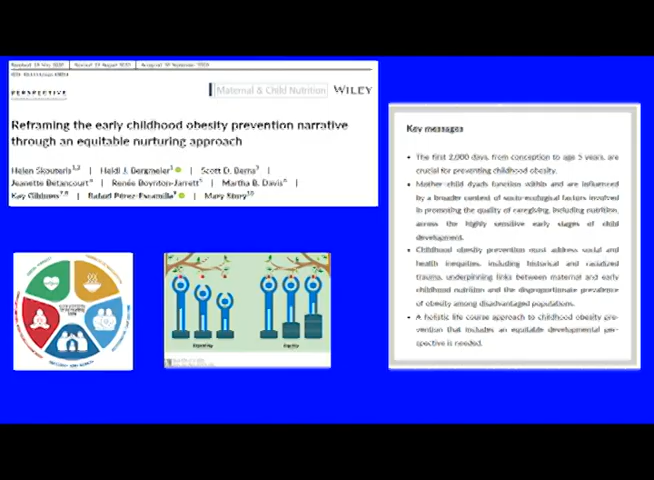 PERSPECTIVE
Maternal & Child Nutrition WILEY
Reframing the early childhood obesity prevention narrative
through an equitable nurturing approach
Helen Skouteris | Heidi J. Bergmeier | Scott D. Berns |
Jeanette Betancourt | Renée Boynton-Jarrett | Martha B. Davis |
Kay Gibbons | Rafael Pérez-Escamilla | Mary Story
Key messages
• The first 2,000 days, from conception to age 5 years, are
crucial for preventing childhood obesity.
• Mother-child dyads function within and are influenced
by a broader context of socio-ecological factors involved
in promoting the quality of caregiving, including nutrition,
across the highly sensitive early stages of child
development.
• Childhood obesity prevention must address social and
health inequities, including historical and racialized
trauma, underpinning links between maternal and early
childhood nutrition and the disproportionate prevalence
of obesity among disadvantaged populations.
• A holistic life course approach to childhood obesity pre-
vention that includes an equitable developmental per-
spective is needed.
Equality Equity